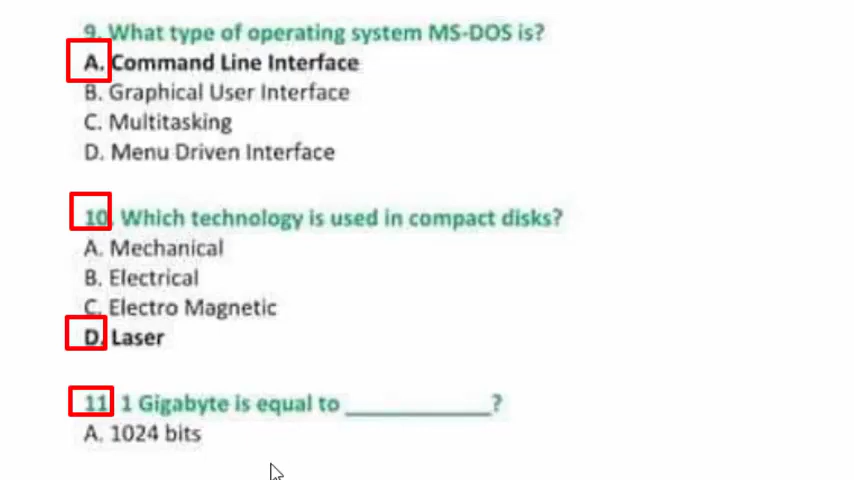 9. What type of operating system MS-DOS is?
A. Command Line Interface
B. Graphical User Interface
C. Multitasking
D. Menu Driven Interface
10. Which technology is used in compact disks?
A. Mechanical
B. Electrical
C. Electro Magnetic
D. Laser
11. 1 Gigabyte is equal to ____________?
A. 1024 bits